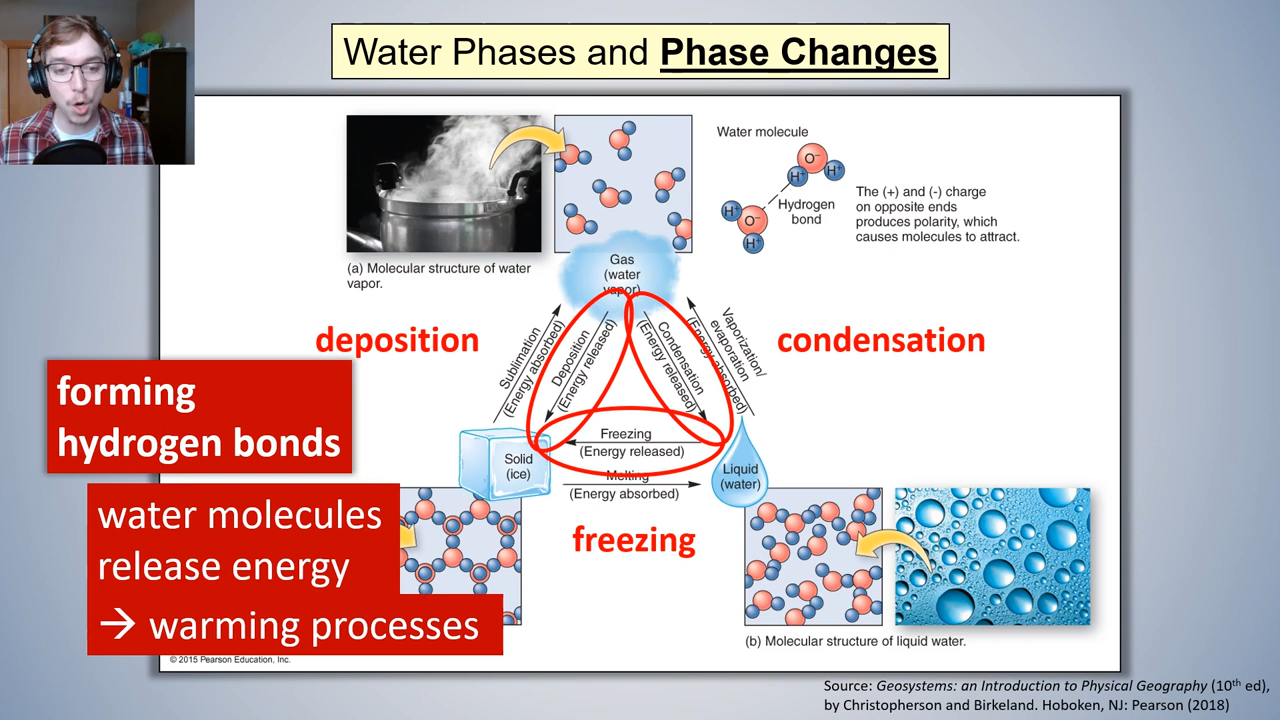 Water Phases and Phase Changes
Water molecule
O⁻
H⁺
H⁺
H⁺
O⁻
H⁺
Hydrogen
bond
The (+) and (-) charge
on opposite ends
produces polarity, which
causes molecules to attract.
(a) Molecular structure of water
vapor.
Gas
(water
vapor)
deposition
condensation
Sublimation
(Energy absorbed)
Deposition
(Energy released)
Condensation
(Energy released)
Vaporization/
evaporation
(Energy absorbed)
forming
hydrogen bonds
Freezing
(Energy released)
Solid
(ice)
Liquid
(water)
Melting
(Energy absorbed)
water molecules
release energy
→ warming processes
freezing
(b) Molecular structure of liquid water.
© 2015 Pearson Education, Inc.
Source: Geosystems: an Introduction to Physical Geography (10th ed),
by Christopherson and Birkeland. Hoboken, NJ: Pearson (2018)